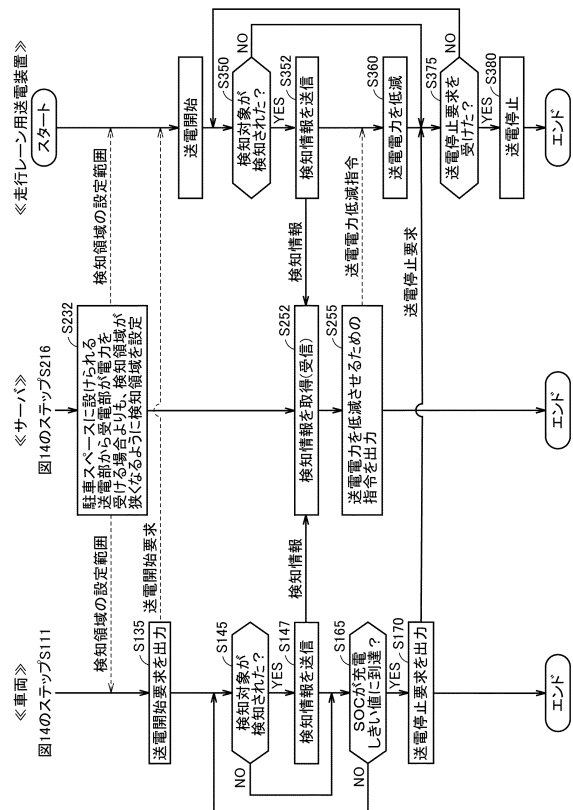 ≪車両≫
図14のステップS111
検知領域の設定範囲
S135
送電開始要求を出力
送電開始要求
S145
検知対象が
検知された？
NO
YES
S147
検知情報を送信
検知情報
S165
SOCが充電
しきい値に到達？
NO
YES
S170
送電停止要求を出力
エンド
≪サーバ≫
図14のステップS216
S232
駐車スペースに設けられる
送電部から受電部が電力を
受ける場合よりも、検知領域が
狭くなるように検知領域を設定
S252
検知情報を取得(受信)
S255
送電電力を低減させるための
指令を出力
エンド
≪走行レーン用送電装置≫
スタート
検知領域の設定範囲
送電開始
S350
検知対象が
検知された？
NO
YES
S352
検知情報を送信
検知情報
送電電力低減指令
S360
送電電力を低減
送電停止要求
S375
送電停止要求を
受けた？
NO
YES
S380
送電停止
エンド